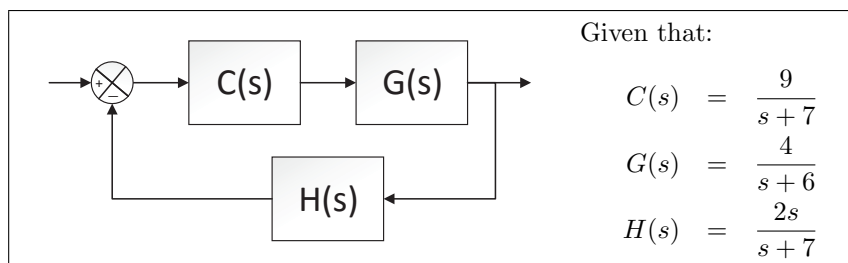 Given that:
+
−
C(s)
G(s)
H(s)
C(s) = 9 / (s + 7)
G(s) = 4 / (s + 6)
H(s) = 2s / (s + 7)